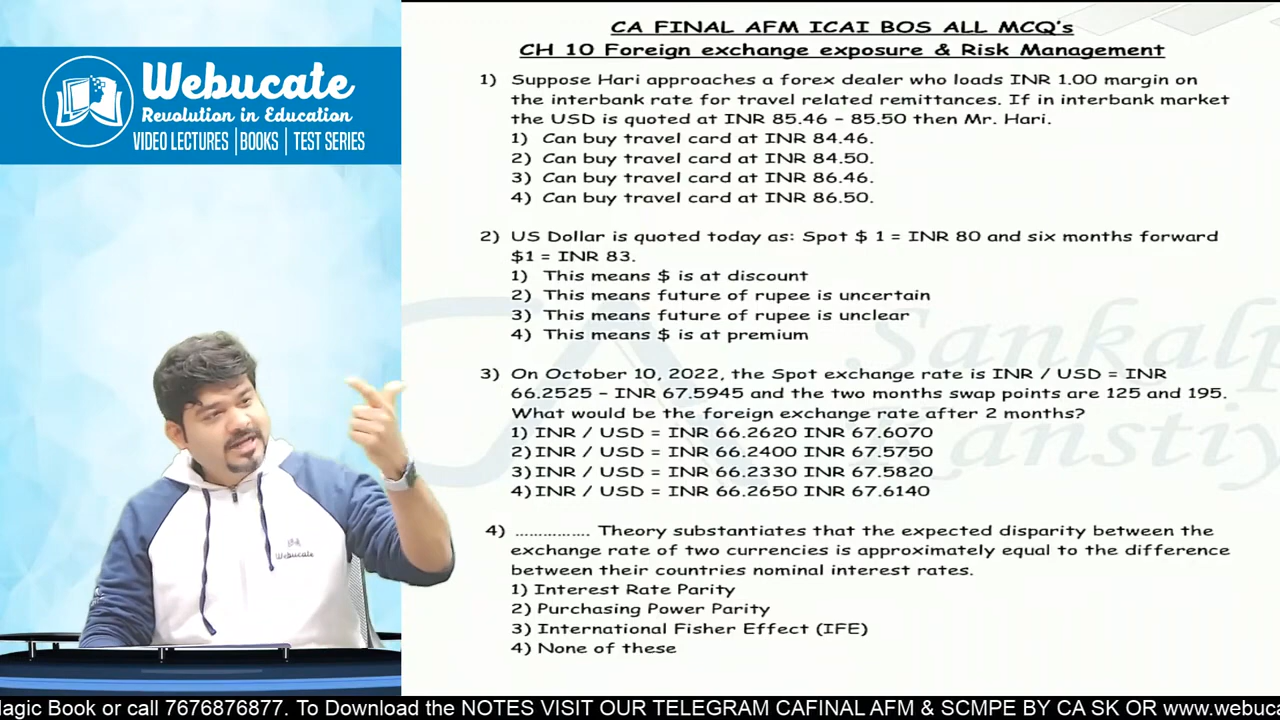 Webucate
Revolution in Education
VIDEO LECTURES | BOOKS | TEST SERIES
CA FINAL AFM ICAI BOS ALL MCQ's
CH 10 Foreign exchange exposure & Risk Management
1) Suppose Hari approaches a forex dealer who loads INR 1.00 margin on
the interbank rate for travel related remittances. If in interbank market
the USD is quoted at INR 85.46 – 85.50 then Mr. Hari.
1) Can buy travel card at INR 84.46.
2) Can buy travel card at INR 84.50.
3) Can buy travel card at INR 86.46.
4) Can buy travel card at INR 86.50.
2) US Dollar is quoted today as: Spot $ 1 = INR 80 and six months forward
$1 = INR 83.
1) This means $ is at discount
2) This means future of rupee is uncertain
3) This means future of rupee is unclear
4) This means $ is at premium
3) On October 10, 2022, the Spot exchange rate is INR / USD = INR
66.2525 – INR 67.5945 and the two months swap points are 125 and 195.
What would be the foreign exchange rate after 2 months?
1) INR / USD = INR 66.2620 INR 67.6070
2) INR / USD = INR 66.2400 INR 67.5750
3) INR / USD = INR 66.2330 INR 67.5820
4) INR / USD = INR 66.2650 INR 67.6140
4) ............... Theory substantiates that the expected disparity between the
exchange rate of two currencies is approximately equal to the difference
between their countries nominal interest rates.
1) Interest Rate Parity
2) Purchasing Power Parity
3) International Fisher Effect (IFE)
4) None of these
CA
Sankalp
Kanstiy
Webucate
Magic Book or call 7676876877. To Download the NOTES VISIT OUR TELEGRAM CAFINAL AFM & SCMPE BY CA SK OR www.webuca